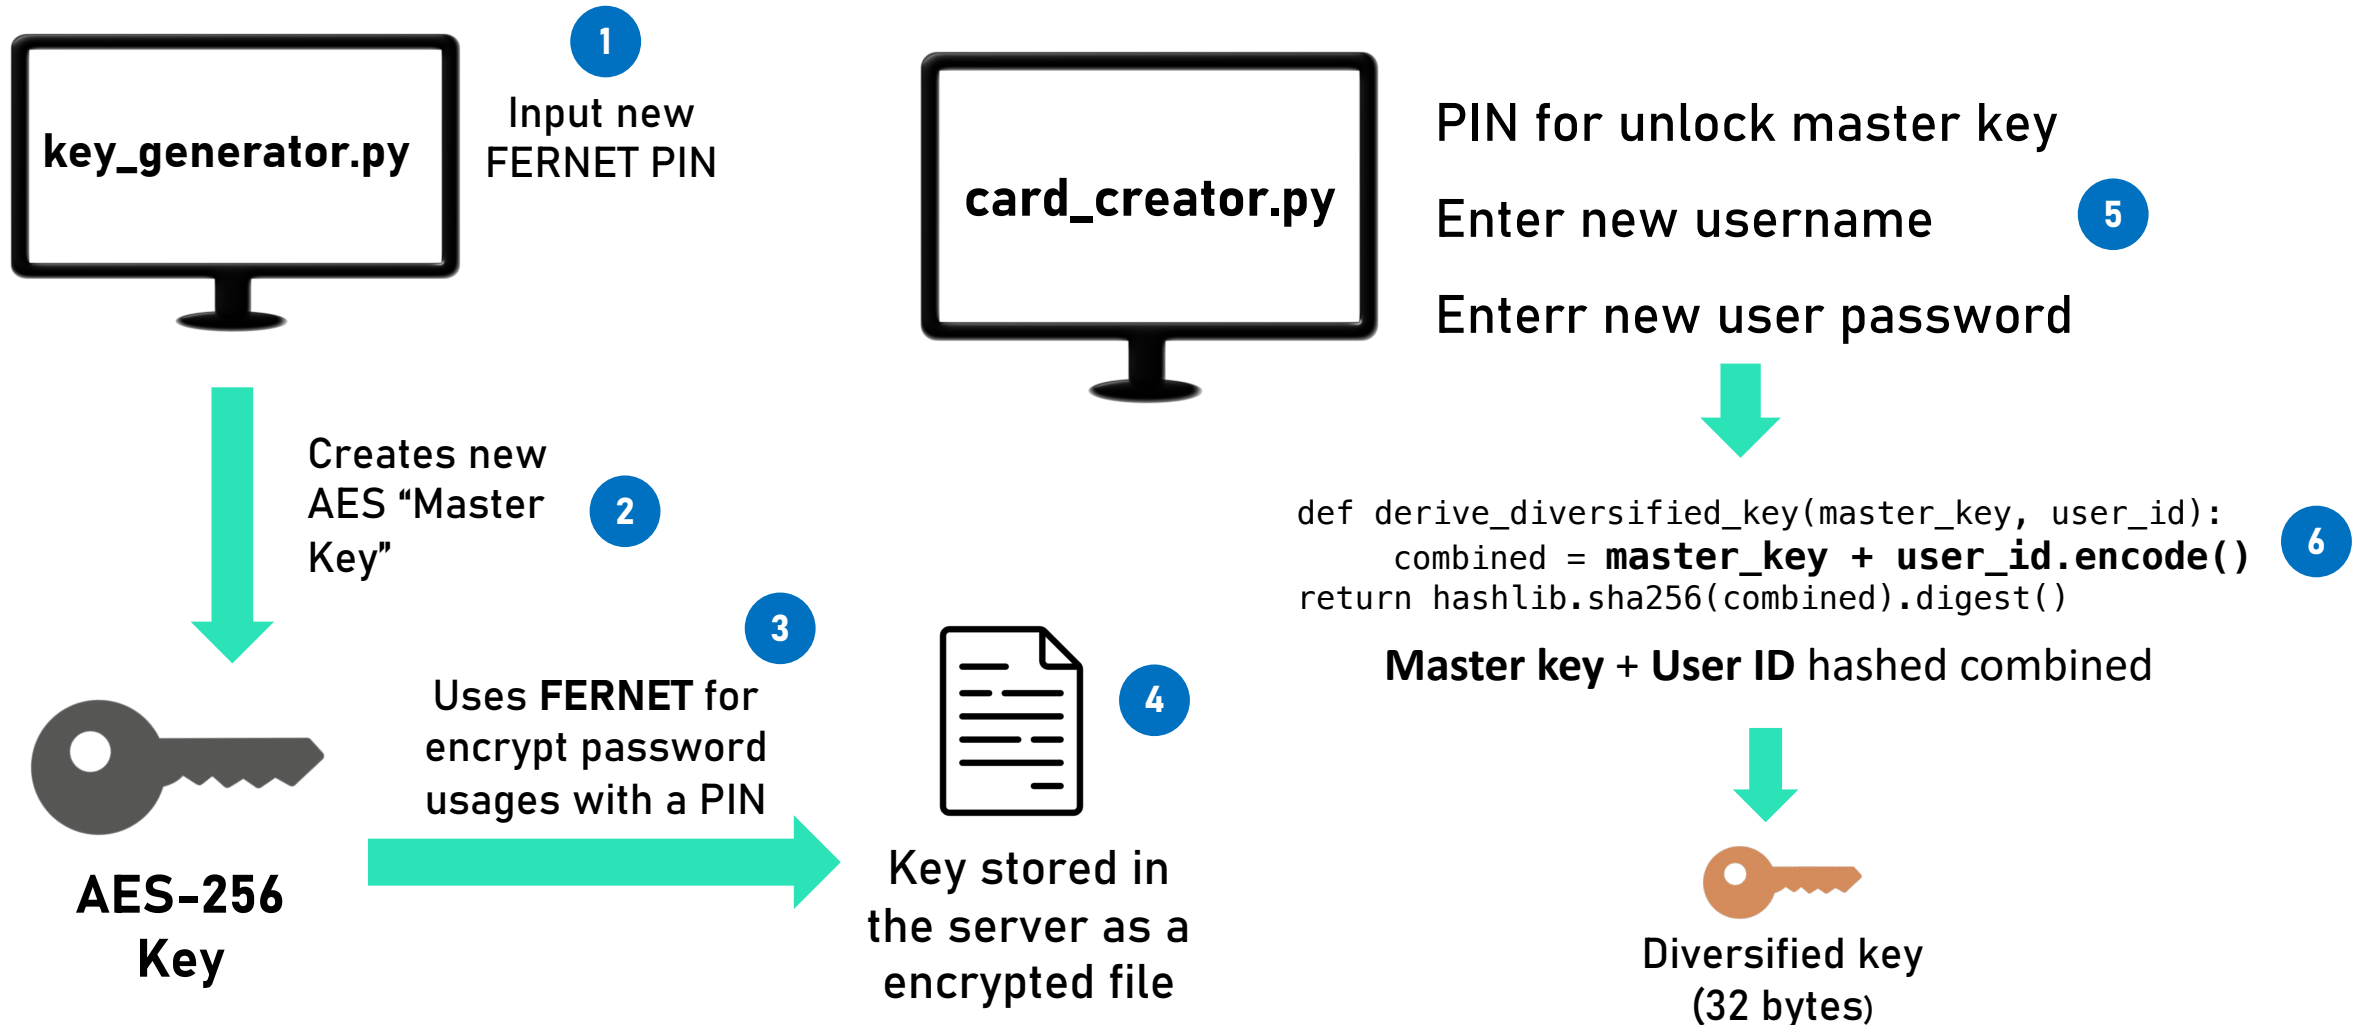 key_generator.py
1
Input new
FERNET PIN
Creates new
AES “Master
Key”
2
AES-256
Key
3
Uses FERNET for
encrypt password
usages with a PIN
4
Key stored in
the server as a
encrypted file
card_creator.py
PIN for unlock master key
Enter new username
5
Enterr new user password
def derive_diversified_key(master_key, user_id):
combined = master_key + user_id.encode()
return hashlib.sha256(combined).digest()
6
Master key + User ID hashed combined
Diversified key
(32 bytes)